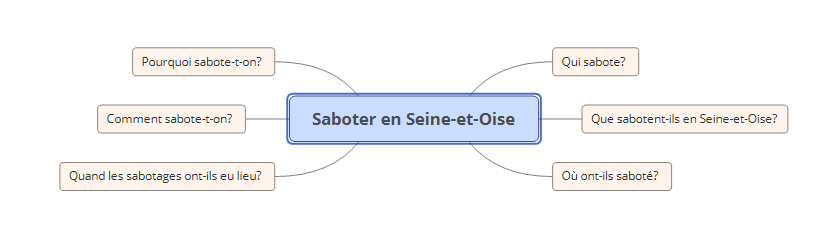 Pourquoi sabote-t-on?
Qui sabote?
Comment sabote-t-on?
Saboter en Seine-et-Oise
Que sabotent-ils en Seine-et-Oise?
Quand les sabotages ont-ils eu lieu?
Où ont-ils saboté?